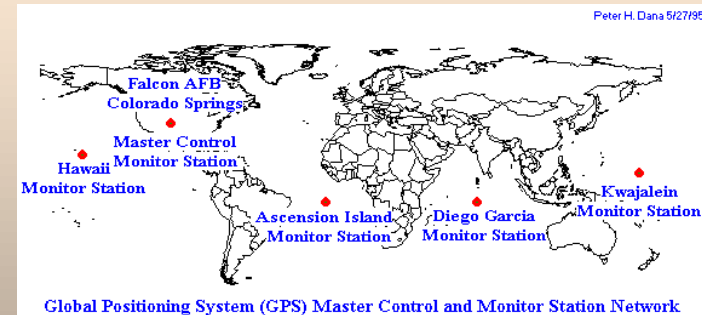 Peter H. Dana 5/27/95
Falcon AFB
Colorado Springs
Master Control
Monitor Station
Hawaii
Monitor Station
Ascension Island
Monitor Station
Diego Garcia
Monitor Station
Kwajalein
Monitor Station
Global Positioning System (GPS) Master Control and Monitor Station Network